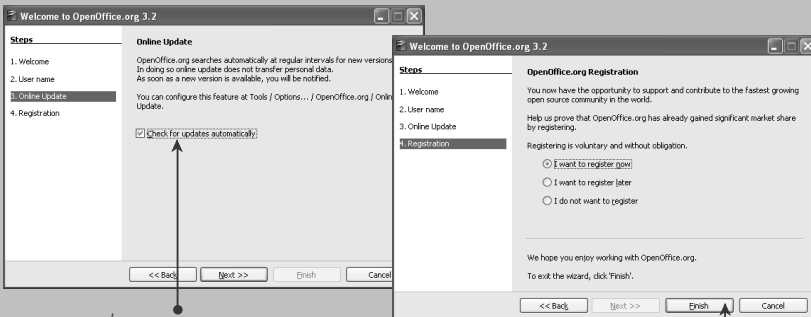 Welcome to OpenOffice.org 3.2
Steps
1. Welcome
2. User name
3. Online Update
4. Registration
Online Update
OpenOffice.org searches automatically at regular intervals for new versions
In doing so online update does not transfer personal data.
As soon as a new version is available, you will be notified.
You can configure this feature at Tools / Options... / OpenOffice.org / Onlin
Update.
Check for updates automatically
<< Back
Next >>
Finish
Cancel
Welcome to OpenOffice.org 3.2
Steps
1. Welcome
2. User name
3. Online Update
4. Registration
OpenOffice.org Registration
You now have the opportunity to support and contribute to the fastest growing
open source community in the world.
Help us prove that OpenOffice.org has already gained significant market share
by registering.
Registering is voluntary and without obligation.
I want to register now
I want to register later
I do not want to register
We hope you enjoy working with OpenOffice.org.
To exit the wizard, click 'Finish'.
<< Back
Next >>
Finish
Cancel